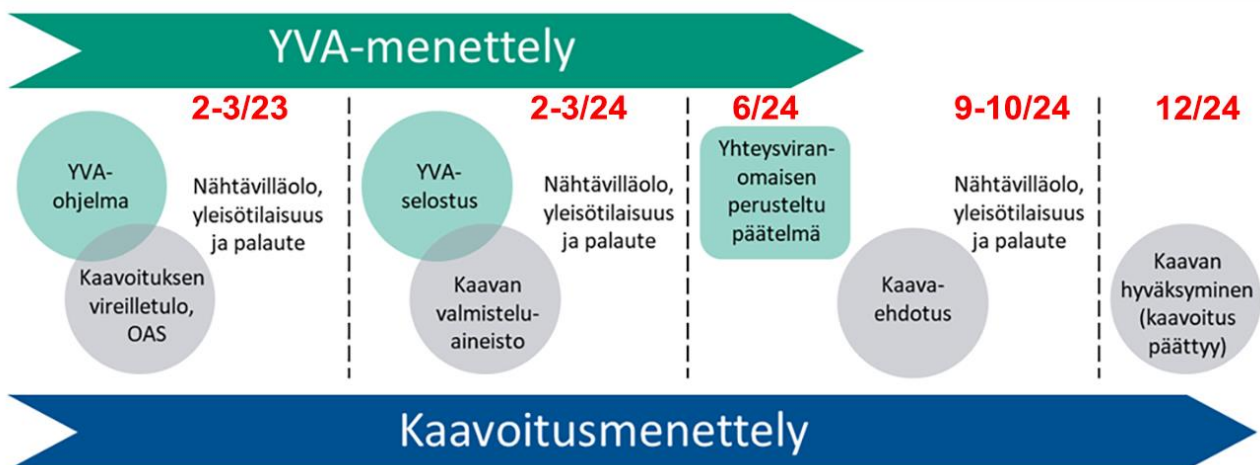 YVA-menettely
2-3/23
2-3/24
6/24
9-10/24
12/24
YVA-
ohjelma
Nähtävilläolo,
yleisötilaisuus
ja palaute
Kaavoituksen
vireilletulo,
OAS
YVA-
selostus
Nähtävilläolo,
yleisötilaisuus
ja palaute
Kaavan
valmistelu-
aineisto
Yhteysviran-
omaisen
perusteltu
päätelmä
Kaava-
ehdotus
Nähtävilläolo,
yleisötilaisuus
ja palaute
Kaavan
hyväksyminen
(kaavoitus
päättyy)
Kaavoitusmenettely